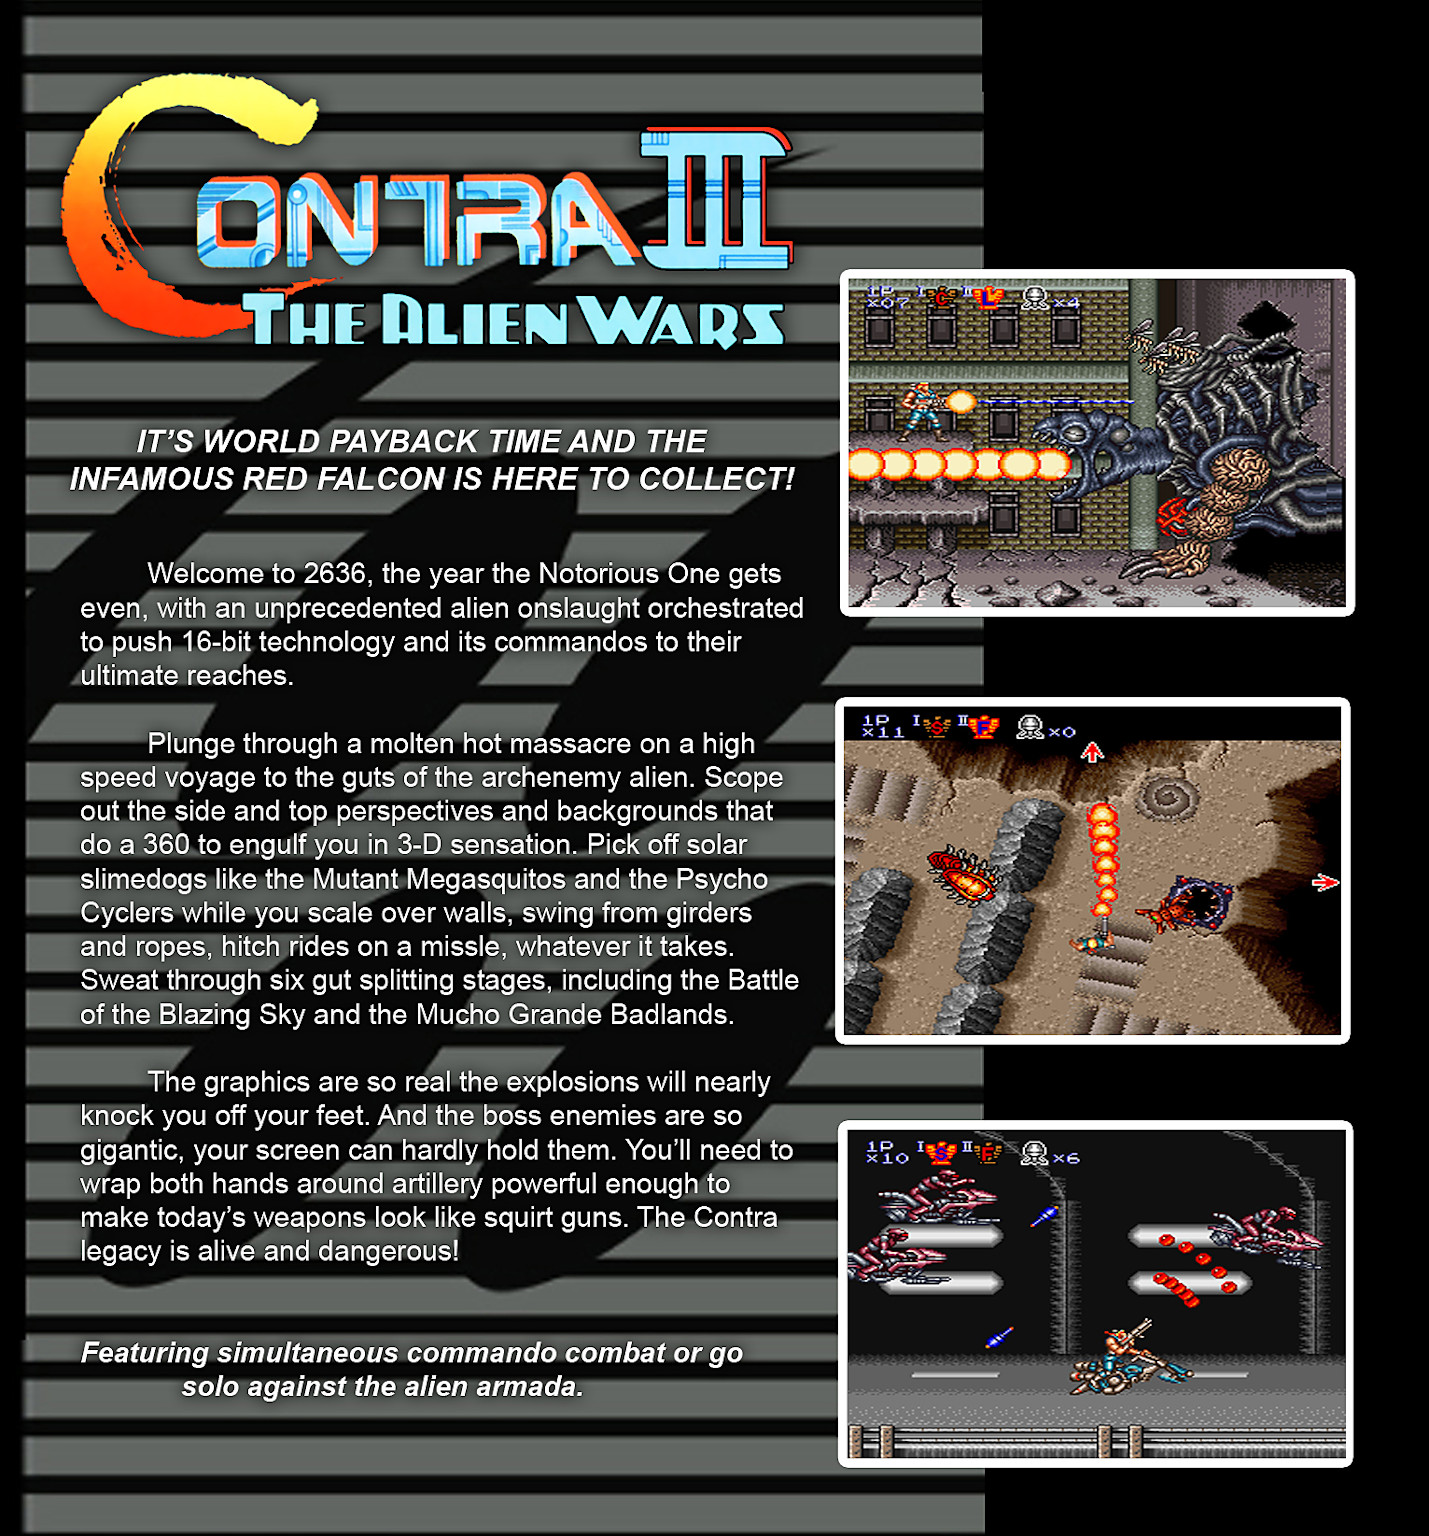 CONTRA III
THE ALIEN WARS
IT'S WORLD PAYBACK TIME AND THE
INFAMOUS RED FALCON IS HERE TO COLLECT!
Welcome to 2636, the year the Notorious One gets
even, with an unprecedented alien onslaught orchestrated
to push 16-bit technology and its commandos to their
ultimate reaches.
Plunge through a molten hot massacre on a high
speed voyage to the guts of the archenemy alien. Scope
out the side and top perspectives and backgrounds that
do a 360 to engulf you in 3-D sensation. Pick off solar
slimedogs like the Mutant Megasquitos and the Psycho
Cyclers while you scale over walls, swing from girders
and ropes, hitch rides on a missle, whatever it takes.
Sweat through six gut splitting stages, including the Battle
of the Blazing Sky and the Mucho Grande Badlands.
The graphics are so real the explosions will nearly
knock you off your feet. And the boss enemies are so
gigantic, your screen can hardly hold them. You'll need to
wrap both hands around artillery powerful enough to
make today's weapons look like squirt guns. The Contra
legacy is alive and dangerous!
Featuring simultaneous commando combat or go
solo against the alien armada.
1P I C II L x4
x07
1P I S II F x0
x11
1P I S II F x6
x10